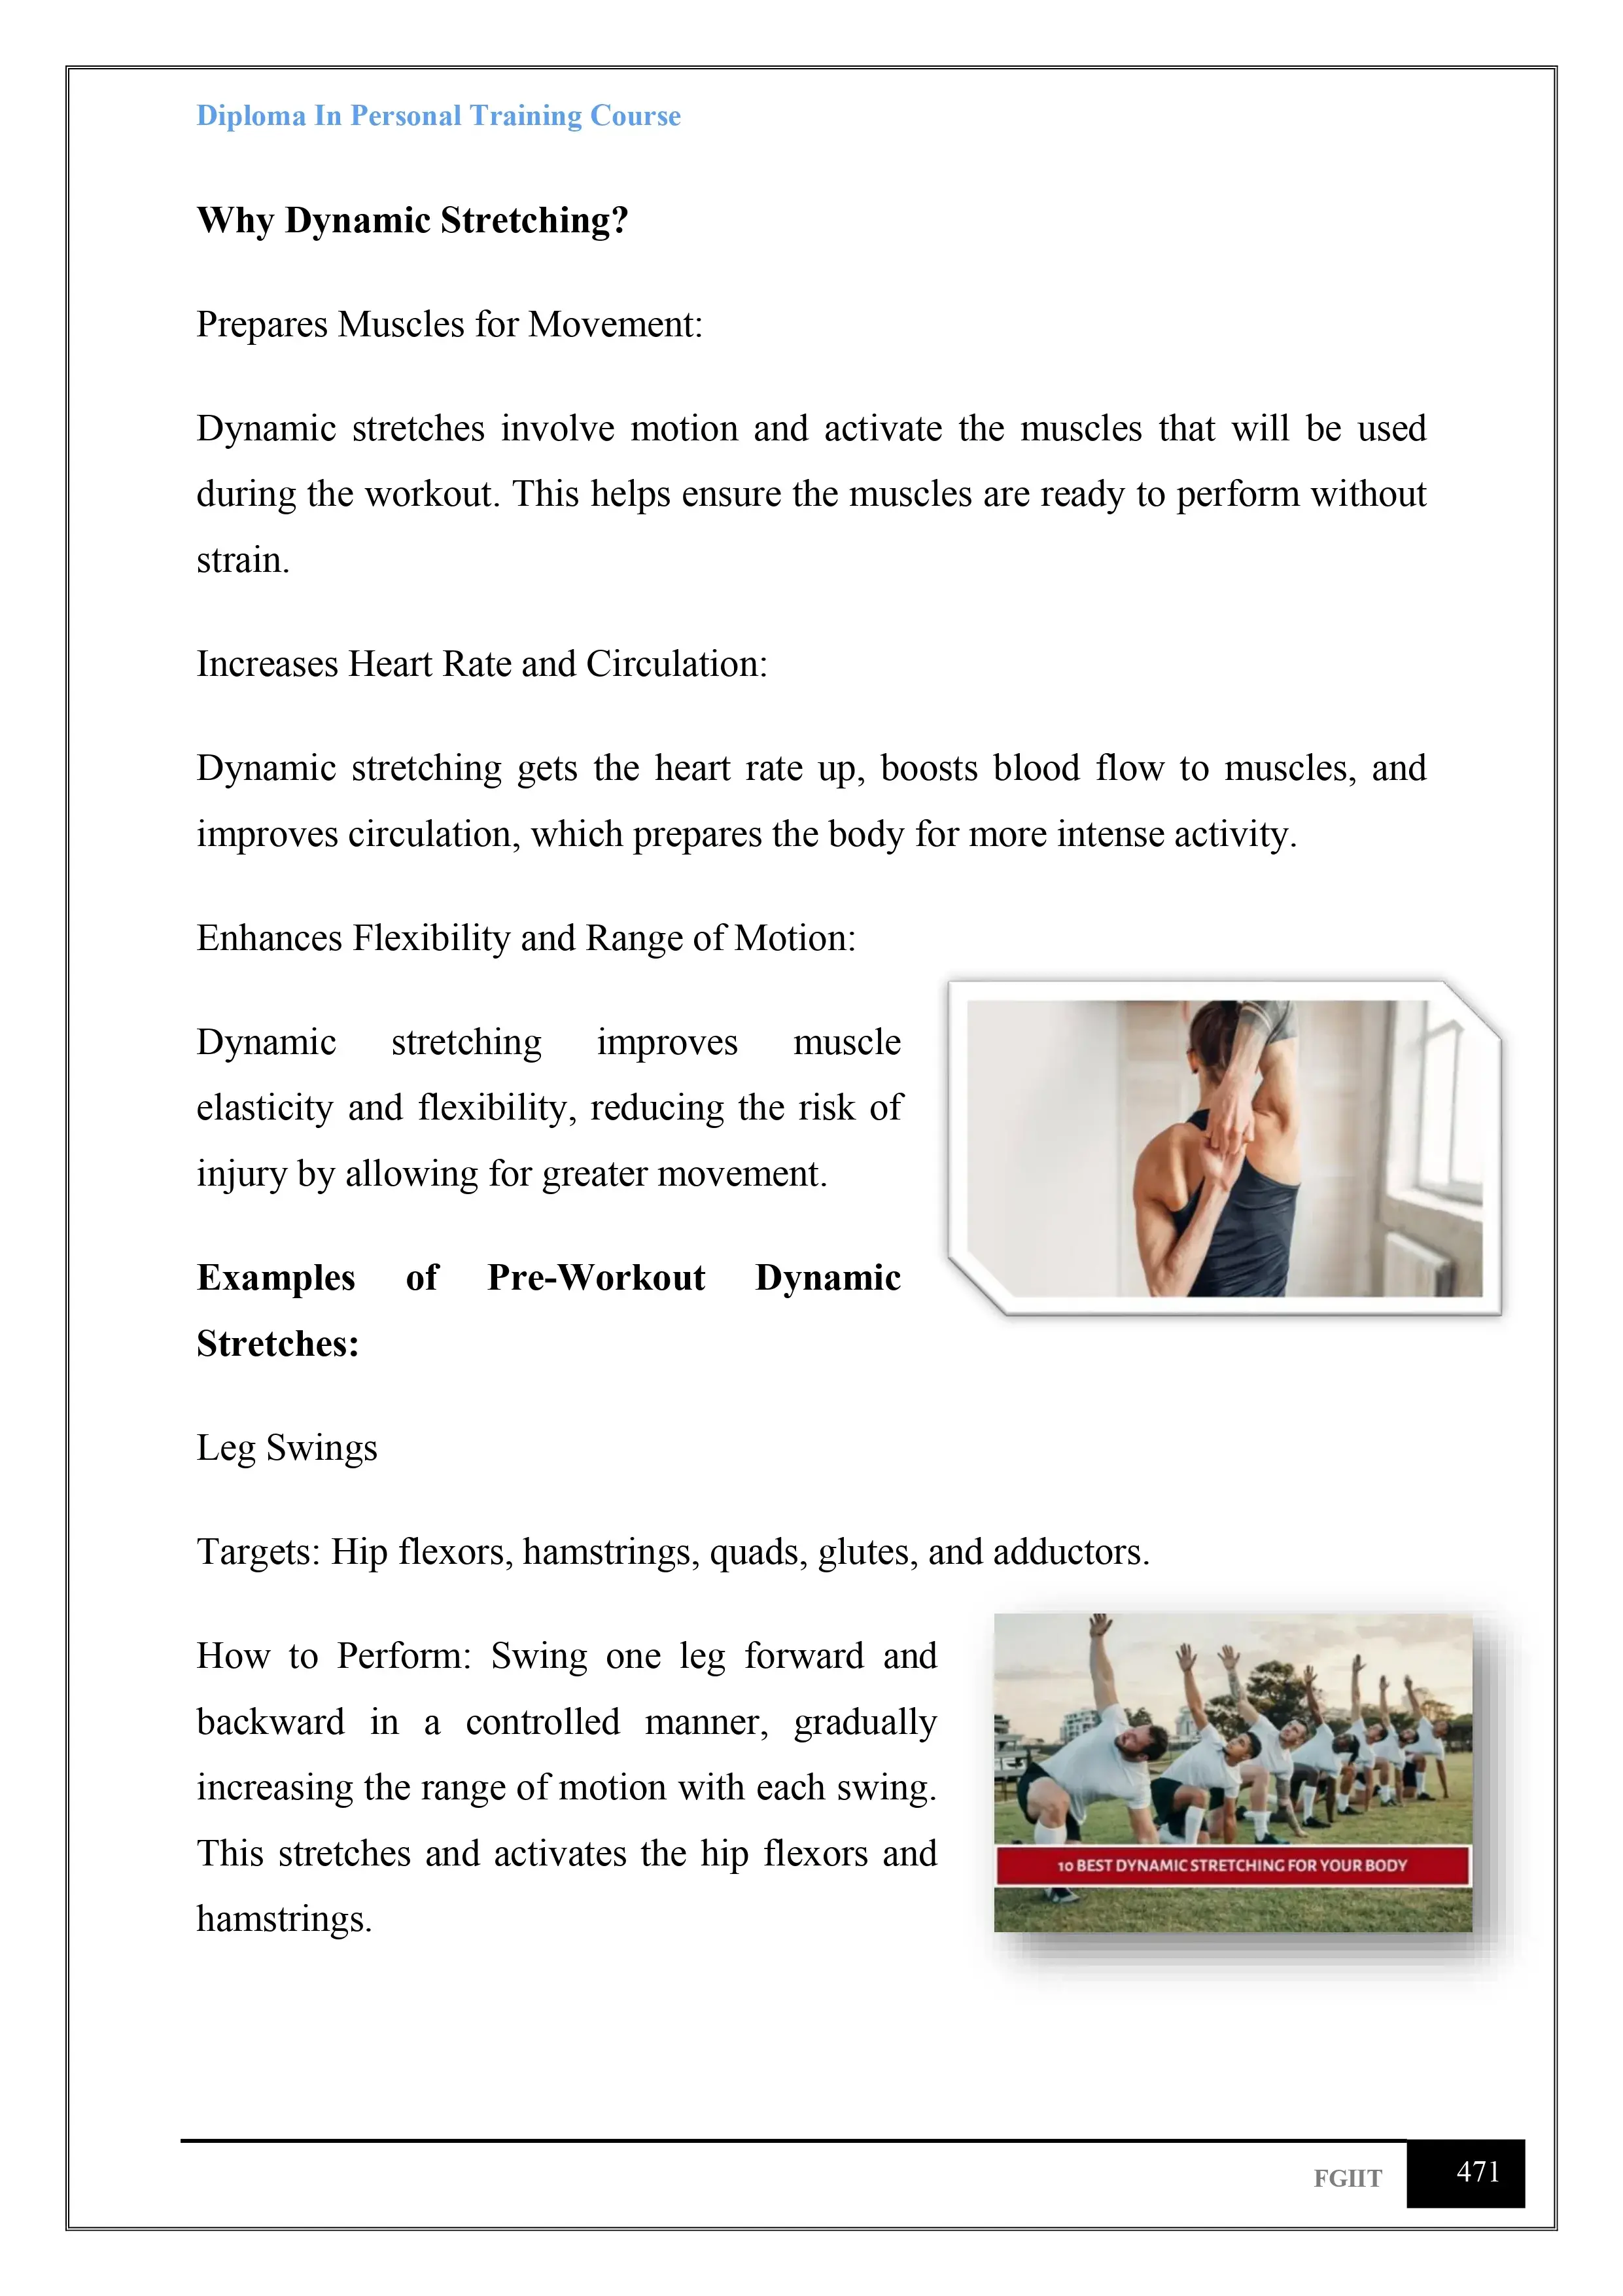 Diploma In Personal Training Course
Why Dynamic Stretching?
Prepares Muscles for Movement:
Dynamic stretches involve motion and activate the muscles that will be used
during the workout. This helps ensure the muscles are ready to perform without
strain.
Increases Heart Rate and Circulation:
Dynamic stretching gets the heart rate up, boosts blood flow to muscles, and
improves circulation, which prepares the body for more intense activity.
Enhances Flexibility and Range of Motion:
Dynamic stretching improves muscle
elasticity and flexibility, reducing the risk of
injury by allowing for greater movement.
Examples of Pre-Workout Dynamic
Stretches:
Leg Swings
Targets: Hip flexors, hamstrings, quads, glutes, and adductors.
How to Perform: Swing one leg forward and
backward in a controlled manner, gradually
increasing the range of motion with each swing.
This stretches and activates the hip flexors and
hamstrings.
10 BEST DYNAMIC STRETCHING FOR YOUR BODY
FGIIT
471